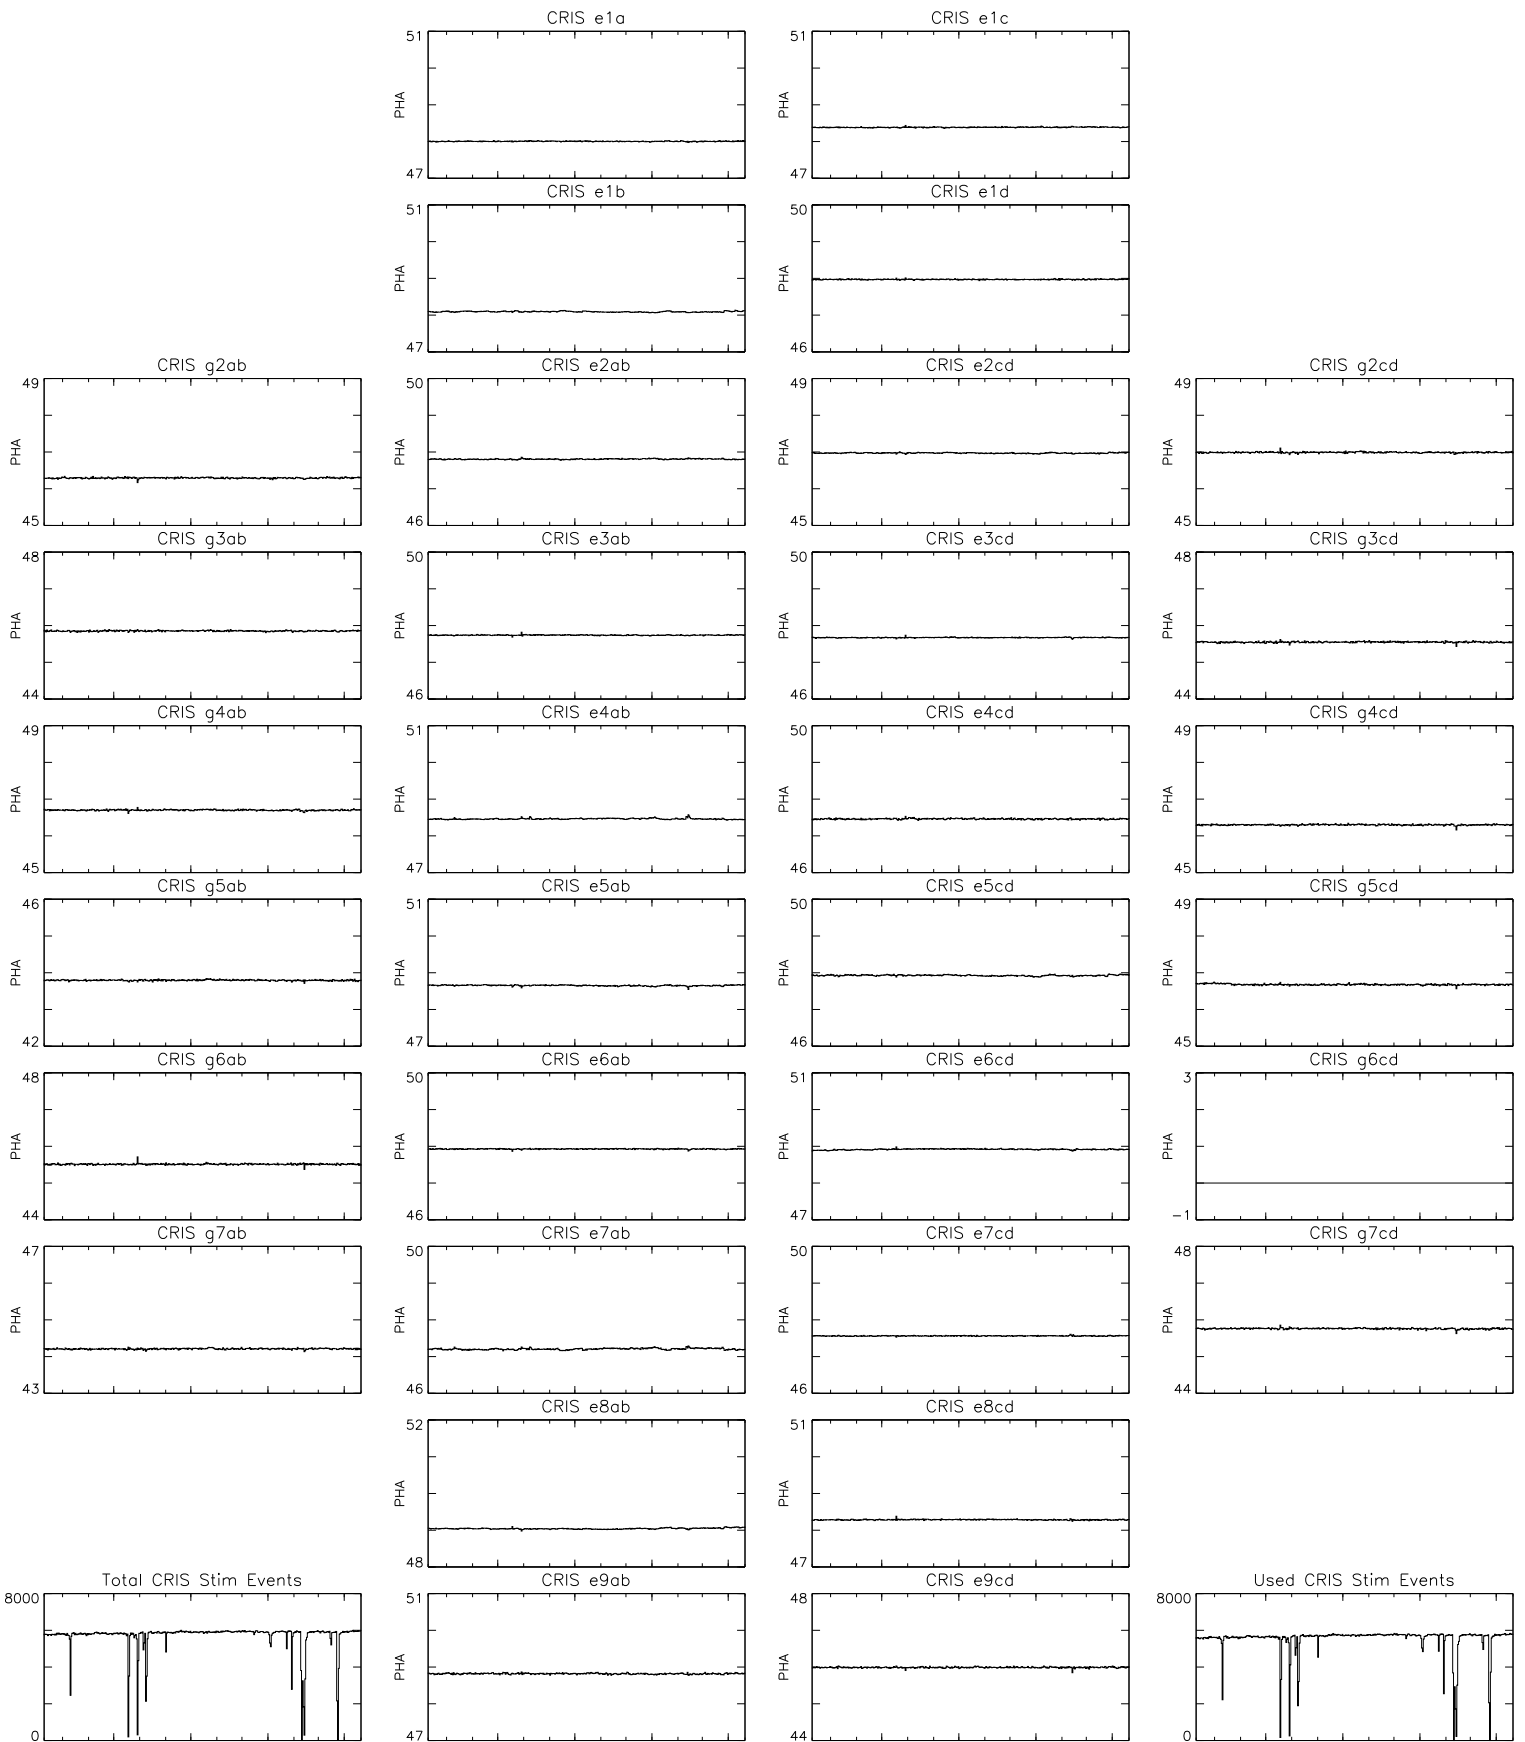 CRIS e1a CRIS e1c
51 51
PHA PHA
47 47
CRIS e1b CRIS e1d
51 50
PHA PHA
47 46
CRIS g2ab CRIS e2ab CRIS e2cd CRIS g2cd
49 50 49 49
PHA PHA PHA PHA
45 46 45 45
CRIS g3ab CRIS e3ab CRIS e3cd CRIS g3cd
48 50 50 48
PHA PHA PHA PHA
44 46 46 44
CRIS g4ab CRIS e4ab CRIS e4cd CRIS g4cd
49 51 50 49
PHA PHA PHA PHA
45 47 46 45
CRIS g5ab CRIS e5ab CRIS e5cd CRIS g5cd
46 51 50 49
PHA PHA PHA PHA
42 47 46 45
CRIS g6ab CRIS e6ab CRIS e6cd CRIS g6cd
48 50 51 3
PHA PHA PHA PHA
44 46 47 −1
CRIS g7ab CRIS e7ab CRIS e7cd CRIS g7cd
47 50 50 48
PHA PHA PHA PHA
43 46 46 44
CRIS e8ab CRIS e8cd
52 51
PHA PHA
48 47
Total CRIS Stim Events CRIS e9ab CRIS e9cd Used CRIS Stim Events
8000 51 48 8000
PHA PHA
0 47 44 0